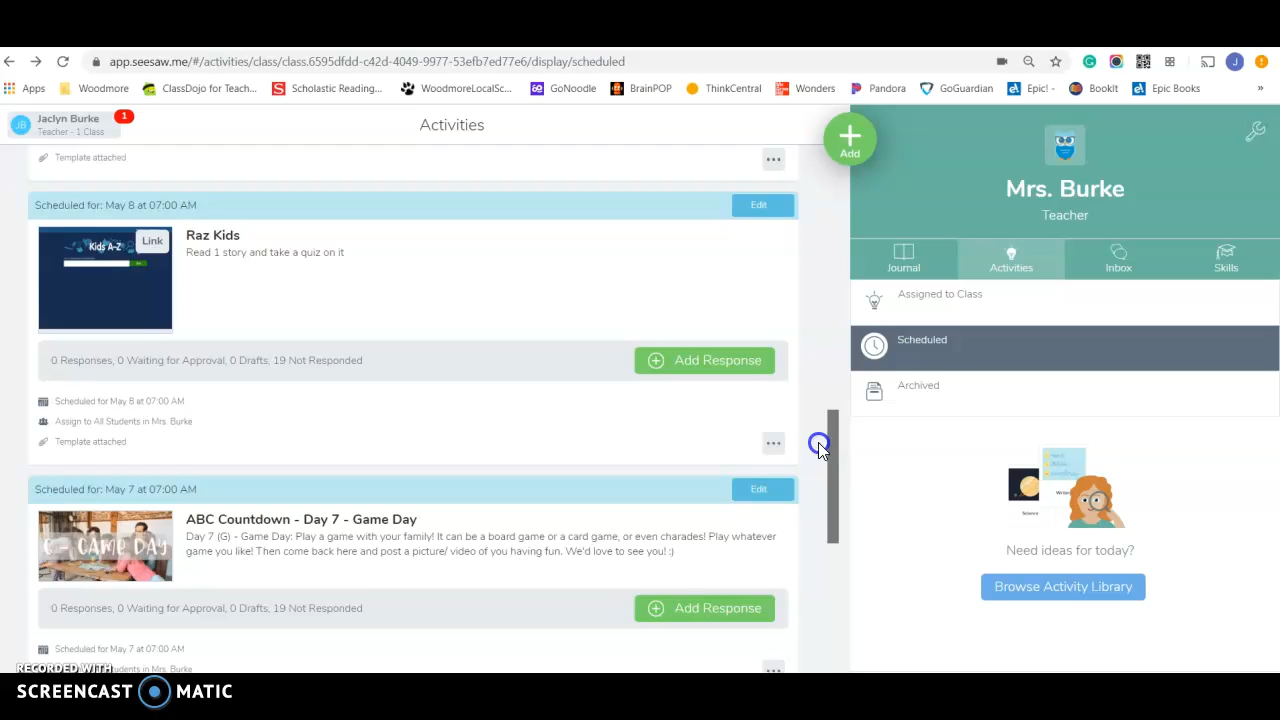 app.seesaw.me/#/activities/class/class.6595dfdd-c42d-4049-9977-53efb7ed77e6/display/scheduled
Apps Woodmore ClassDojo for Teach... Scholastic Reading... WoodmoreLocalSc... GoNoodle BrainPOP ThinkCentral Wonders Pandora GoGuardian Epic! - BookIt Epic Books »
JB Jaclyn Burke 1
Teacher - 1 Class
Activities
Add
Template attached
Scheduled for: May 8 at 07:00 AM Edit
Kids A-Z Link
Raz Kids
Read 1 story and take a quiz on it
0 Responses, 0 Waiting for Approval, 0 Drafts, 19 Not Responded Add Response
Scheduled for May 8 at 07:00 AM
Assign to All Students in Mrs. Burke
Template attached
Scheduled for: May 7 at 07:00 AM Edit
G - GAME DAY
ABC Countdown - Day 7 - Game Day
Day 7 (G) - Game Day: Play a game with your family! It can be a board game or a card game, or even charades! Play whatever
game you like! Then come back here and post a picture/ video of you having fun. We'd love to see you! :)
0 Responses, 0 Waiting for Approval, 0 Drafts, 19 Not Responded Add Response
Scheduled for May 7 at 07:00 AM
Students in Mrs. Burke
Mrs. Burke
Teacher
Journal Activities Inbox Skills
Assigned to Class
Scheduled
Archived
Science
Need ideas for today?
Browse Activity Library
RECORDED WITH
SCREENCAST MATIC